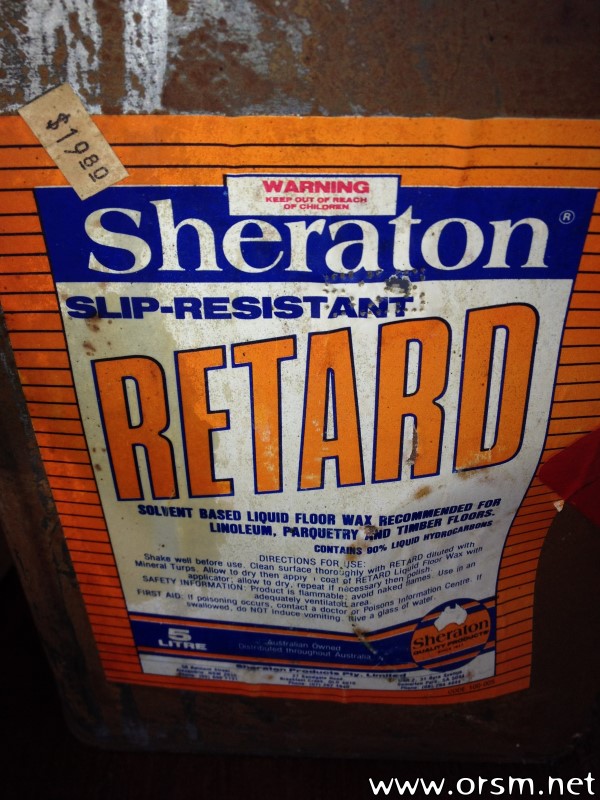 $19.80
WARNING
KEEP OUT OF REACH
OF CHILDREN
Sheraton®
SLIP-RESISTANT
RETARD
SOLVENT BASED LIQUID FLOOR WAX RECOMMENDED FOR
LINOLEUM, PARQUETRY AND TIMBER FLOORS.
CONTAINS 90% LIQUID HYDROCARBONS
DIRECTIONS FOR USE:
Shake well before use. Clean surface thoroughly with RETARD diluted with
Mineral Turps. Allow to dry then apply 1 coat of RETARD Liquid Floor Wax with
applicator; allow to dry, repeat if necessary then polish.
SAFETY INFORMATION: Product is flammable, avoid naked flames. Use in an
adequately ventilated area.
FIRST AID: If poisoning occurs, contact a doctor or Poisons Information Centre. If
swallowed, do NOT induce vomiting. Give a glass of water.
5
LITRE
Australian Owned
Distributed throughout Australia
Sheraton
QUALITY PRODUCTS
Sheraton Products Pty. Limited
www.orsm.net